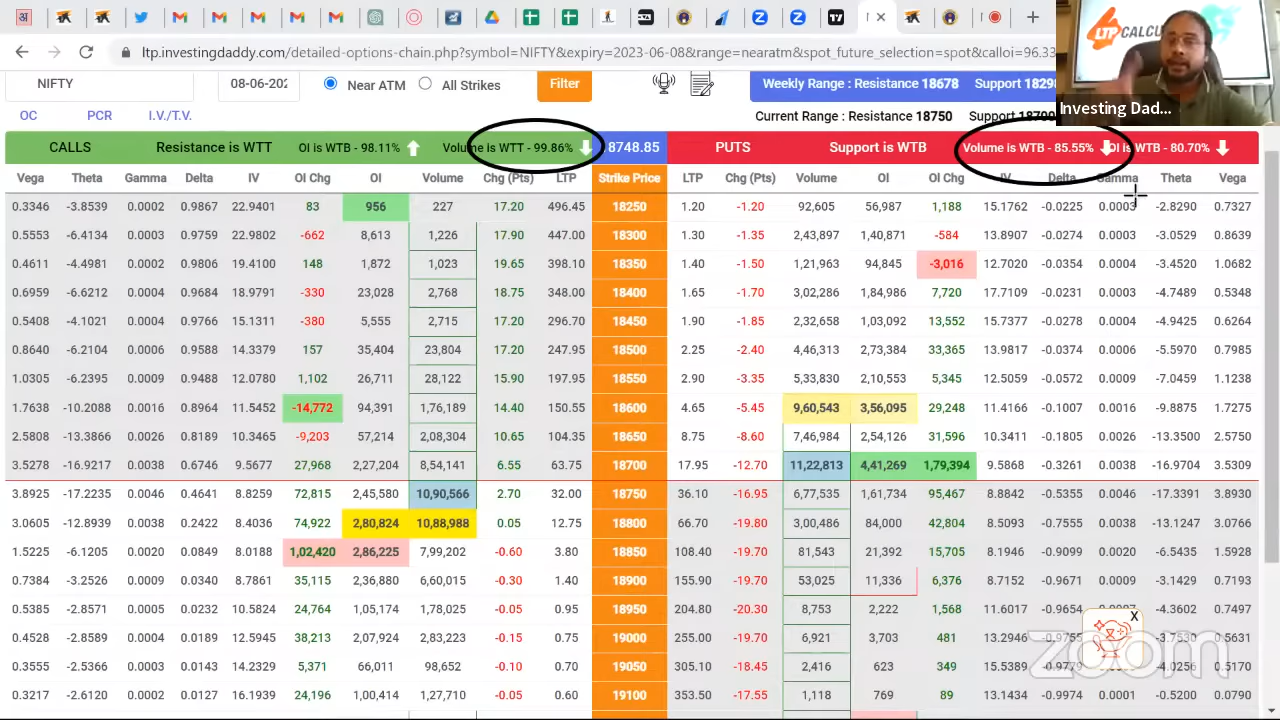 ltp.investingdaddy.com/detailed-options-chain.php?symbol=NIFTY&expiry=2023-06-08&range=nearatm&spot_future_selection=spot&calloi=96.33
LTP CALCU
Investing Dad...
NIFTY 08-06-202 Near ATM All Strikes Filter Weekly Range : Resistance 18678 Support 18298
OC PCR I.V./T.V. Current Range : Resistance 18750 Support 18700
CALLS Resistance is WTT OI is WTB - 98.11% Volume is WTT - 99.86% 8748.85 PUTS Support is WTB Volume is WTB - 85.55% OI is WTB - 80.70%
Vega Theta Gamma Delta IV OI Chg OI Volume Chg (Pts) LTP Strike Price LTP Chg (Pts) Volume OI OI Chg IV Delta Gamma Theta Vega
0.3346 -3.8539 0.0002 0.9867 22.9401 83 956 17.20 496.45 18250 1.20 -1.20 92,605 56,987 1,188 15.1762 -0.0225 0.0003 -2.8290 0.7327
0.5553 -6.4134 0.0003 0.9759 22.9802 -662 8,613 1,226 17.90 447.00 18300 1.30 -1.35 2,43,897 1,40,871 -584 13.8907 -0.0274 0.0003 -3.0529 0.8639
0.4611 -4.4981 0.0002 0.9806 19.4100 148 1,872 1,023 19.65 398.10 18350 1.40 -1.50 1,21,963 94,845 -3,016 12.7020 -0.0354 0.0004 -3.4520 1.0682
0.6959 -6.6212 0.0004 0.9684 18.9791 -330 23,028 2,768 18.75 348.00 18400 1.65 -1.70 3,02,286 1,84,986 7,720 17.7109 -0.0231 0.0003 -4.7489 0.5348
0.5408 -4.1021 0.0004 0.9766 15.1311 -380 5,555 2,715 17.20 296.70 18450 1.90 -1.85 2,32,658 1,03,092 13,552 15.7377 -0.0278 0.0004 -4.9425 0.6264
0.8640 -6.2104 0.0006 0.9588 14.3379 157 35,404 23,804 17.20 247.95 18500 2.25 -2.40 4,46,313 2,73,384 33,365 13.9817 -0.0374 0.0006 -5.5970 0.7985
1.0305 -6.2395 0.0009 0.9488 12.0780 1,102 26,711 28,122 15.90 197.95 18550 2.90 -3.35 5,33,830 2,10,553 5,345 12.5059 -0.0572 0.0009 -7.0459 1.1238
1.7638 -10.2088 0.0016 0.8964 11.5452 -14,772 94,391 1,76,189 14.40 150.55 18600 4.65 -5.45 9,60,543 3,56,095 29,248 11.4166 -0.1007 0.0016 -9.8875 1.7275
2.5808 -13.3866 0.0026 0.8189 10.3465 -9,203 57,214 2,08,304 10.65 104.35 18650 8.75 -8.60 7,46,984 2,54,126 31,596 10.3411 -0.1805 0.0026 -13.3500 2.5750
3.5278 -16.9217 0.0038 0.6746 9.5677 27,968 2,27,204 8,54,141 6.55 63.75 18700 17.95 -12.70 11,22,813 4,41,269 1,79,394 9.5868 -0.3261 0.0038 -16.9704 3.5309
3.8925 -17.2235 0.0046 0.4641 8.8259 72,815 2,45,580 10,90,566 2.70 32.00 18750 36.10 -16.95 6,77,535 1,61,734 95,467 8.8842 -0.5355 0.0046 -17.3391 3.8930
3.0605 -12.8939 0.0038 0.2422 8.4036 74,922 2,80,824 10,88,988 0.05 12.75 18800 66.70 -19.80 3,00,486 84,000 42,804 8.5093 -0.7555 0.0038 -13.1247 3.0766
1.5225 -6.1205 0.0020 0.0849 8.0188 1,02,420 2,86,225 7,99,202 -0.60 3.80 18850 108.40 -19.70 81,543 21,392 15,705 8.1946 -0.9099 0.0020 -6.5435 1.5928
0.7384 -3.2526 0.0009 0.0340 8.7861 35,115 2,36,880 6,60,015 -0.30 1.40 18900 155.90 -19.70 53,025 11,336 6,376 8.7152 -0.9671 0.0009 -3.1429 0.7193
0.5385 -2.8571 0.0005 0.0232 10.5824 24,764 1,05,174 1,78,025 -0.05 0.95 18950 204.80 -20.30 8,753 2,222 1,568 11.6017 -0.9654 -4.3602 0.7497
0.4528 -2.8589 0.0004 0.0189 12.5945 38,213 2,07,924 2,83,223 -0.15 0.75 19000 255.00 -19.70 6,921 3,703 481 13.2946 -0.9755 -3.7530 0.5631
0.3555 -2.5366 0.0003 0.0143 14.2329 5,371 66,011 98,652 -0.10 0.70 19050 305.10 -18.45 2,416 623 349 15.5389 -0.9779 -4.0256 0.5170
0.3217 -2.6120 0.0002 0.0127 16.1939 24,196 1,00,414 1,27,710 -0.05 0.60 19100 353.50 -17.55 1,118 769 89 13.1434 -0.9974 0.0001 -0.5200 0.0790
X
zoom